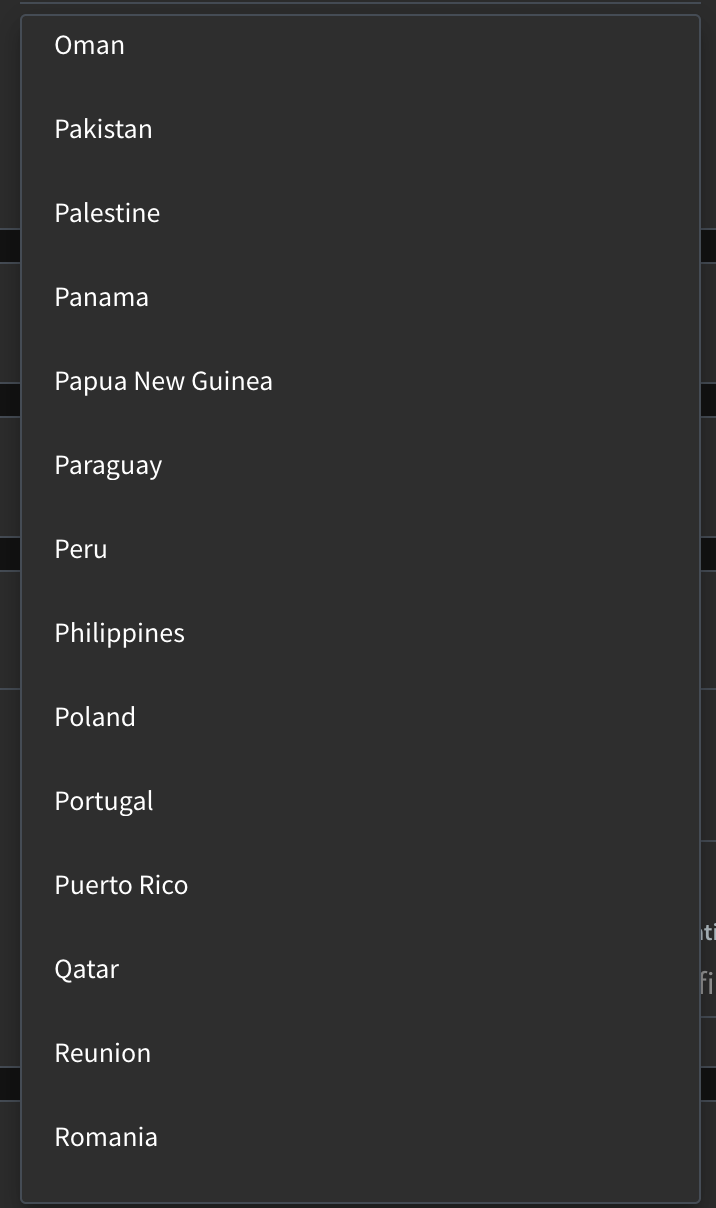 Oman
Pakistan
Palestine
Panama
Papua New Guinea
Paraguay
Peru
Philippines
Poland
Portugal
Puerto Rico
Qatar
Reunion
Romania